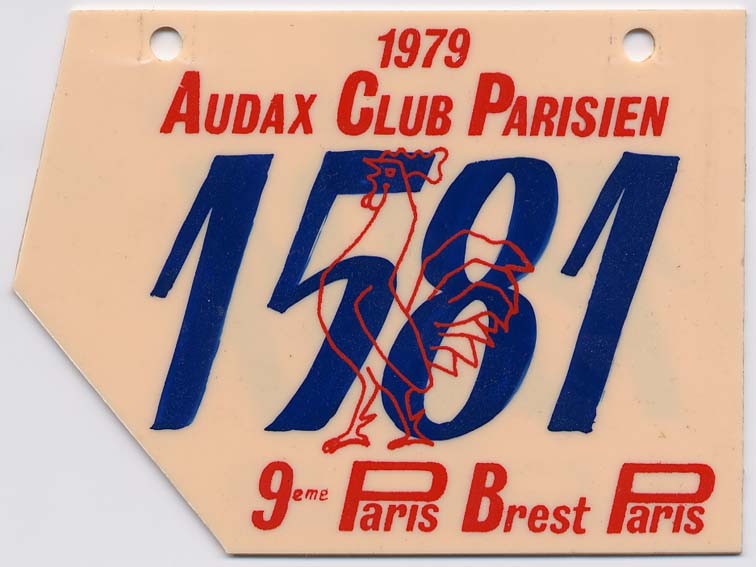 1979
AUDAX CLUB PARISIEN
1581
9eme Paris Brest Paris